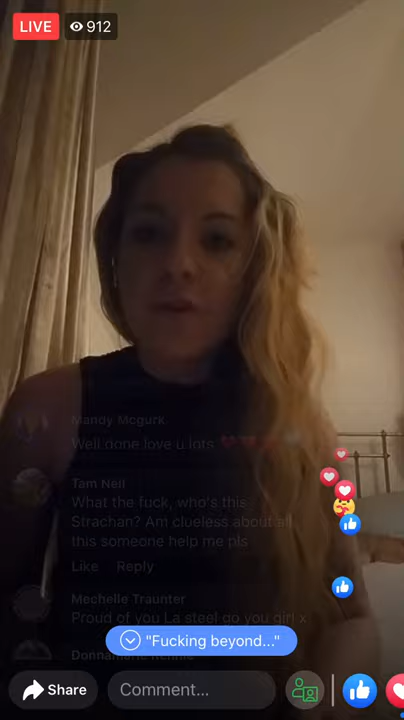 LIVE 912
Mandy Mcgurk
Well done love u lots
Tam Neil
What the fuck, who's this
Strachan? Am clueless about all
this someone help me pls
Like Reply
Mechelle Traunter
Proud of you La steel go you girl x
"Fucking beyond..."
Share Comment...